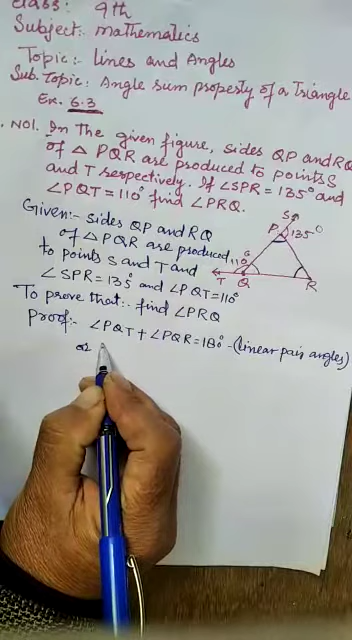 Class: 9th
Subject:- mathematics
Topic:- lines and Angles
Sub. Topic:- Angle sum property of a Triangle
Ex. 6.3
. No1. In the given figure, sides QP and RQ
of △ PQR are produced to points S
and T respectively. If ∠SPR = 135° and
∠PQT = 110° find ∠PRQ.
Given:- sides QP and RQ
of △ PQR are produced
to points S and T and
∠SPR = 135° and ∠PQT = 110°
S
P
135°
110°
T
Q
R
To prove that:- find ∠PRQ
Proof:- ∠PQT + ∠PQR = 180° - (linear pair angles)
or